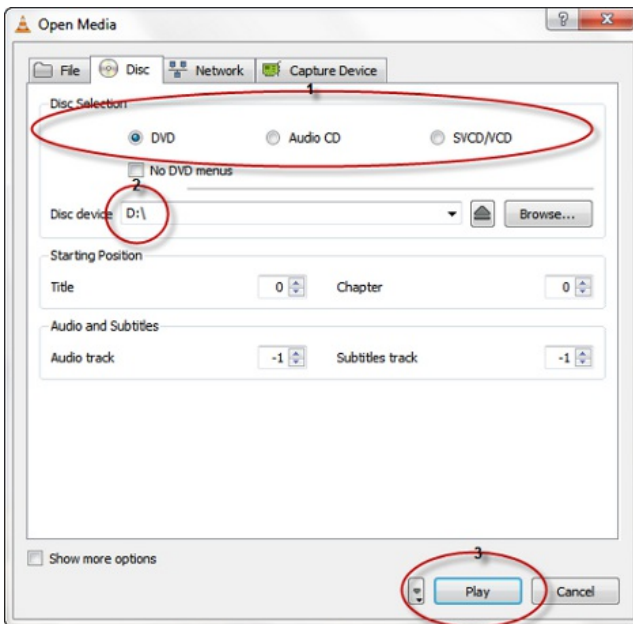 Open Media
File Disc Network Capture Device
1
Disc Selection
DVD Audio CD SVCD/VCD
No DVD menus
2
Disc device D:\ Browse...
Starting Position
Title 0 Chapter 0
Audio and Subtitles
Audio track -1 Subtitles track -1
Show more options
3
Play Cancel